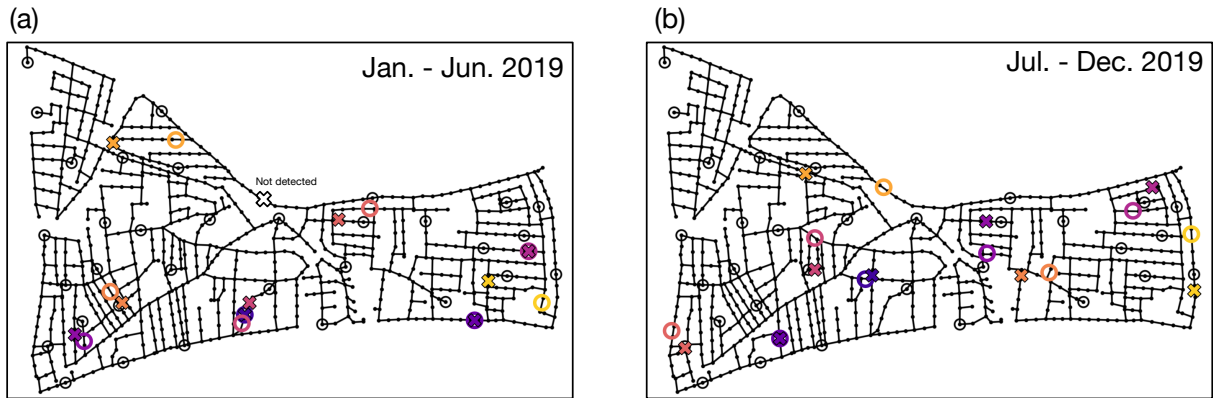 (a)
(b)
Jan. - Jun. 2019
Jul. - Dec. 2019
Not detected